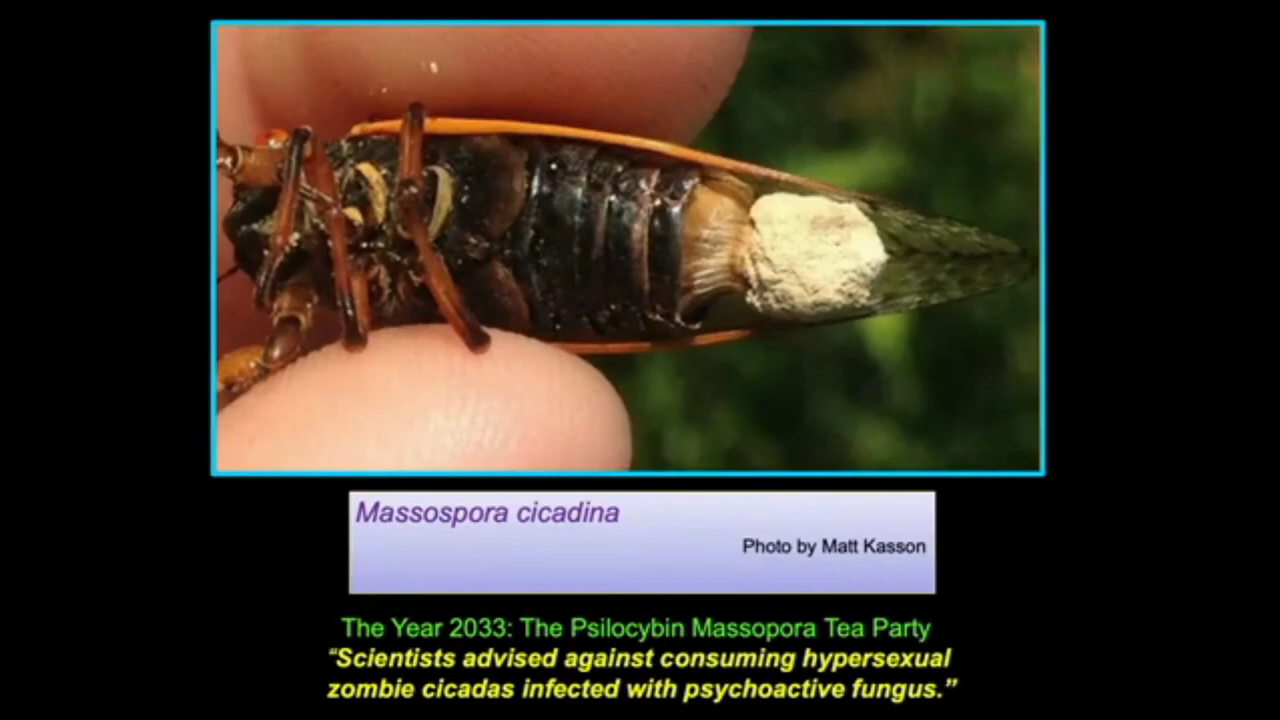 Massospora cicadina
Photo by Matt Kasson
The Year 2033: The Psilocybin Massopora Tea Party
“Scientists advised against consuming hypersexual
zombie cicadas infected with psychoactive fungus.”